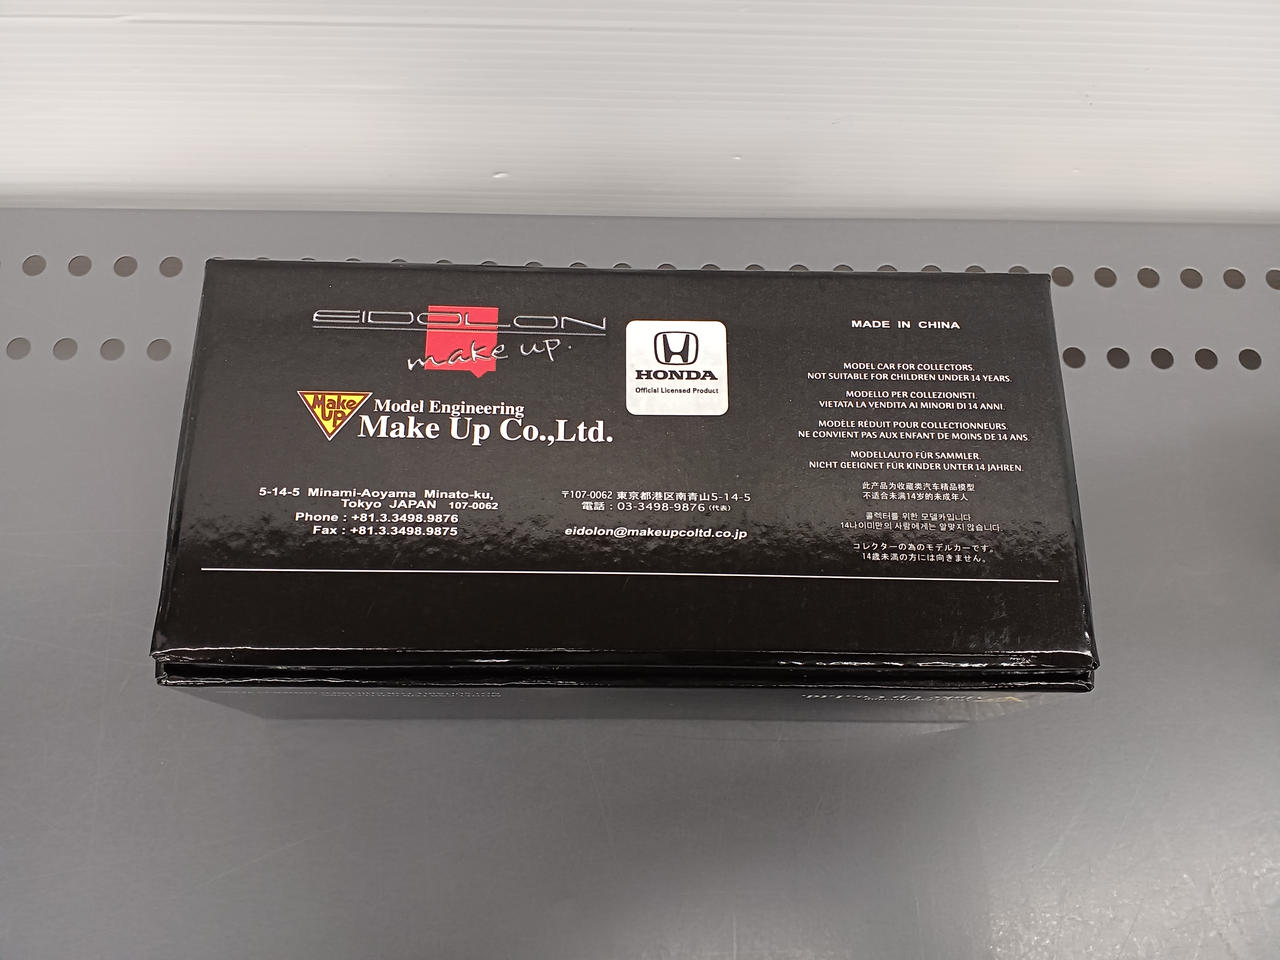 EIDOLON
make up.
Make Up
Model Engineering
Make Up Co.,Ltd.
HONDA
Official Licensed Product
5-14-5 Minami-Aoyama Minato-ku,
Tokyo JAPAN 107-0062
Phone : +81.3.3498.9876
Fax : +81.3.3498.9875
〒107-0062 東京都港区南青山5-14-5
電話 : 03-3498-9876 (代表)
eidolon@makeupcoltd.co.jp
MADE IN CHINA
MODEL CAR FOR COLLECTORS.
NOT SUITABLE FOR CHILDREN UNDER 14 YEARS.
MODELLO PER COLLEZIONISTI.
VIETATA LA VENDITA AI MINORI DI 14 ANNI.
MODÈLE RÉDUIT POUR COLLECTIONNEURS.
NE CONVIENT PAS AUX ENFANT DE MOINS DE 14 ANS.
MODELLAUTO FÜR SAMMLER.
NICHT GEEIGNET FÜR KINDER UNTER 14 JAHREN.
此产品为收藏类汽车精品模型
不适合未满14岁的未成年人
콜렉터를 위한 모델카입니다
14나이미만의 사람에게는 알맞지 않습니다
コレクターの為のモデルカーです。
14歳未満の方には向きません。